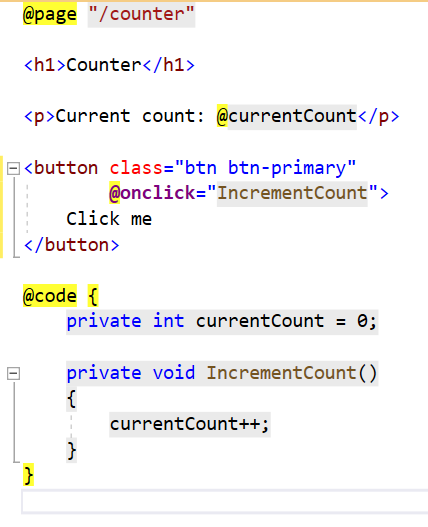 @page "/counter"
<h1>Counter</h1>
<p>Current count: @currentCount</p>
<button class="btn btn-primary"
@onclick="IncrementCount">
Click me
</button>
@code {
private int currentCount = 0;
private void IncrementCount()
{
currentCount++;
}
}